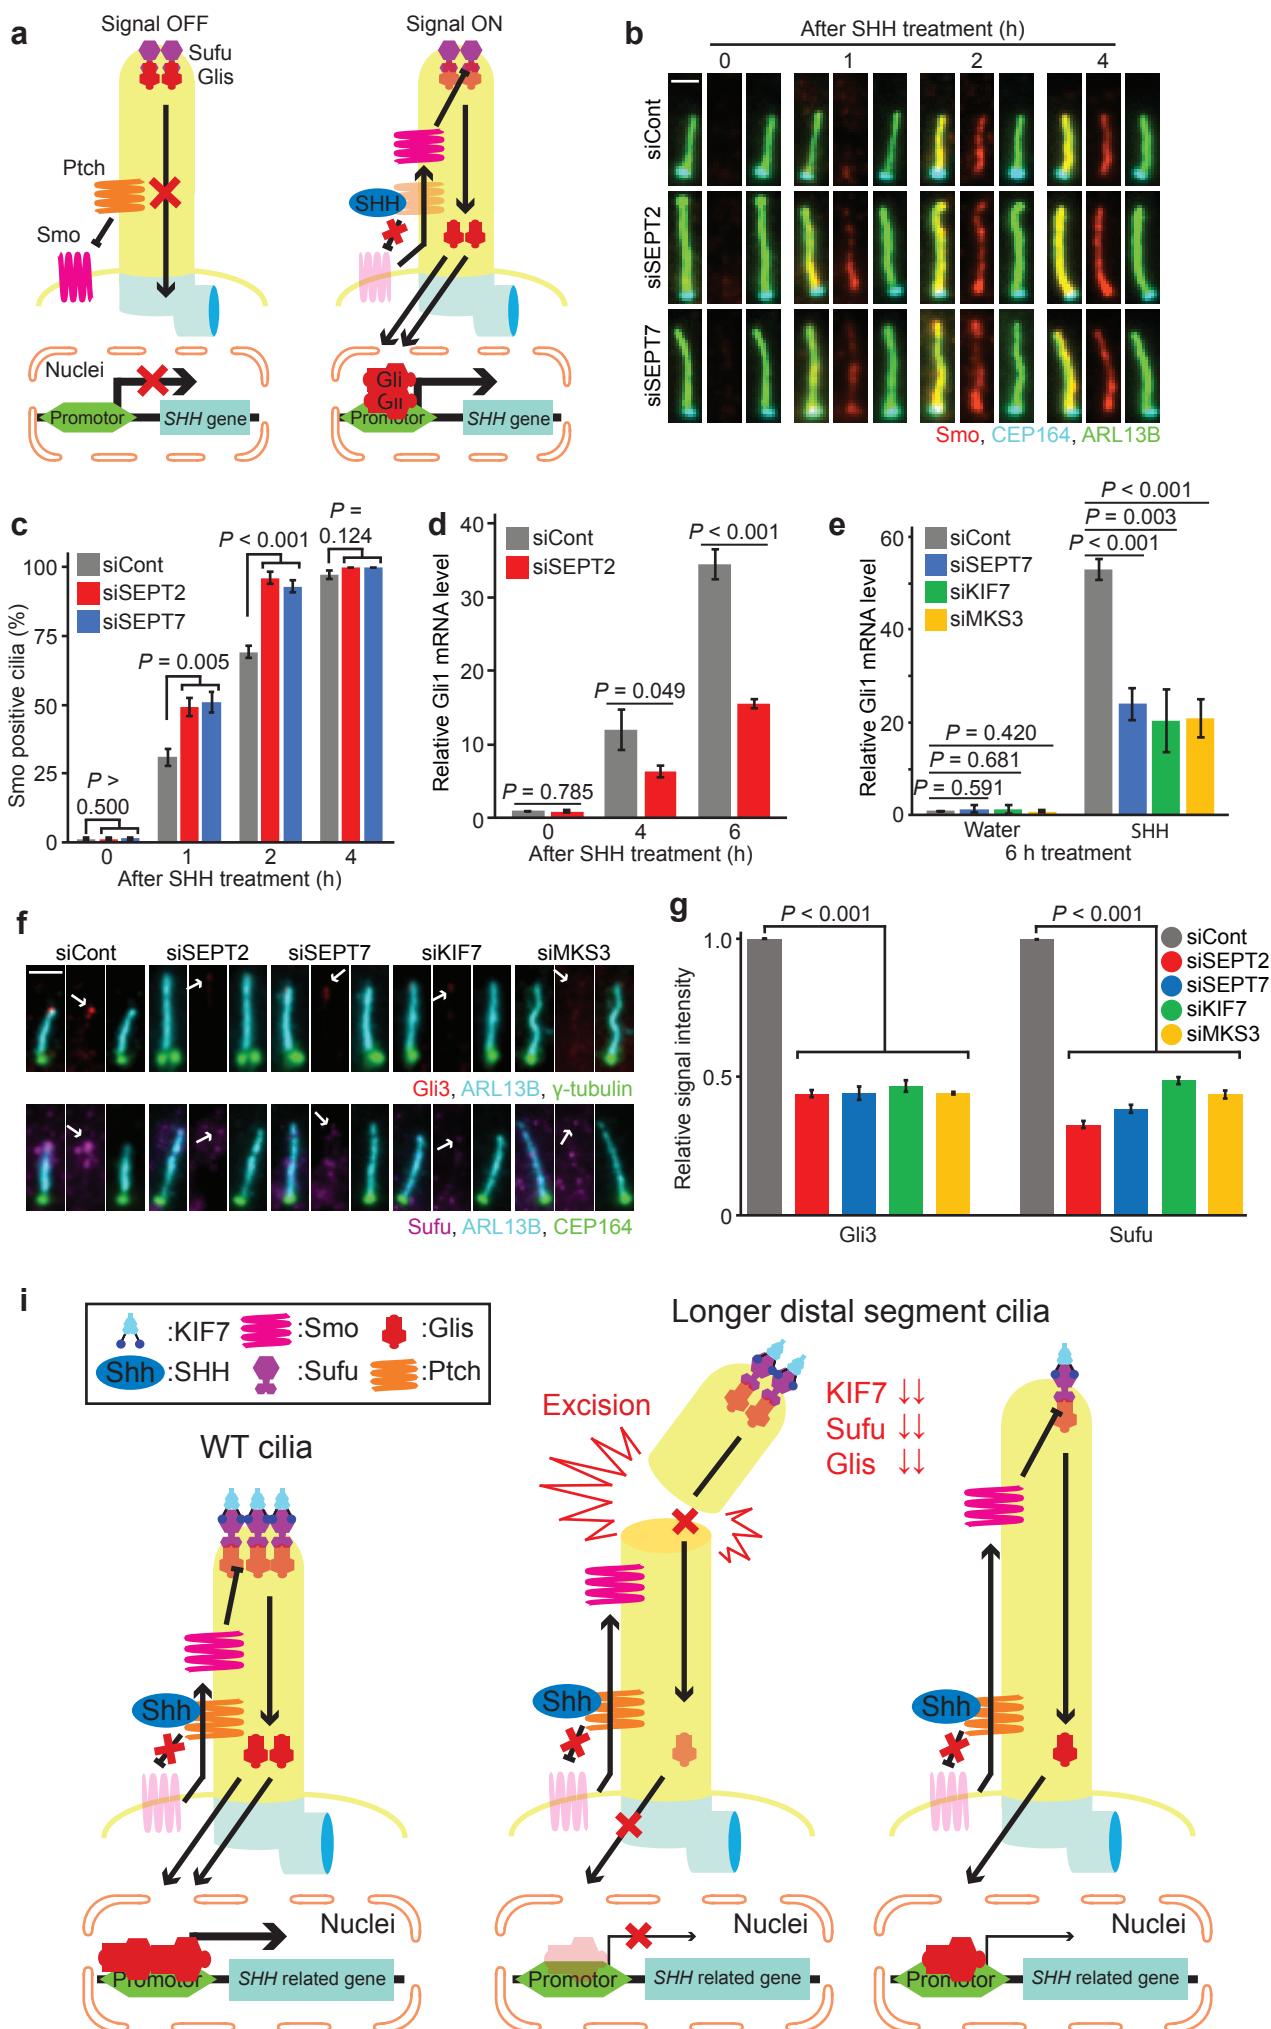 a
Signal OFF
Signal ON
Sufu
Glis
Ptch
Smo
SHH
Nuclei
Promotor
SHH gene
Gli
Gli
Promotor
SHH gene
b
After SHH treatment (h)
0 1 2 4
siCont
siSEPT2
siSEPT7
Smo, CEP164, ARL13B
c
Smo positive cilia (%)
100
75
50
25
0
siCont
siSEPT2
siSEPT7
P > 0.500
P = 0.005
P < 0.001
P = 0.124
0 1 2 4
After SHH treatment (h)
d
Relative Gli1 mRNA level
40
30
20
10
0
siCont
siSEPT2
P = 0.785
P = 0.049
P < 0.001
0 4 6
After SHH treatment (h)
e
Relative Gli1 mRNA level
60
40
20
0
siCont
siSEPT7
siKIF7
siMKS3
P < 0.001
P = 0.003
P < 0.001
P = 0.420
P = 0.681
P = 0.591
Water SHH
6 h treatment
f
siCont siSEPT2 siSEPT7 siKIF7 siMKS3
Gli3, ARL13B, γ-tubulin
Sufu, ARL13B, CEP164
g
Relative signal intensity
1.0
0.5
0
P < 0.001
P < 0.001
siCont
siSEPT2
siSEPT7
siKIF7
siMKS3
Gli3 Sufu
i
:KIF7 :Smo :Glis
Shh :SHH :Sufu :Ptch
Longer distal segment cilia
WT cilia
Excision
KIF7 ↓↓
Sufu ↓↓
Glis ↓↓
Shh
Shh
Shh
Nuclei
Promotor
SHH related gene
Nuclei
Promotor
SHH related gene
Nuclei
Promotor
SHH related gene